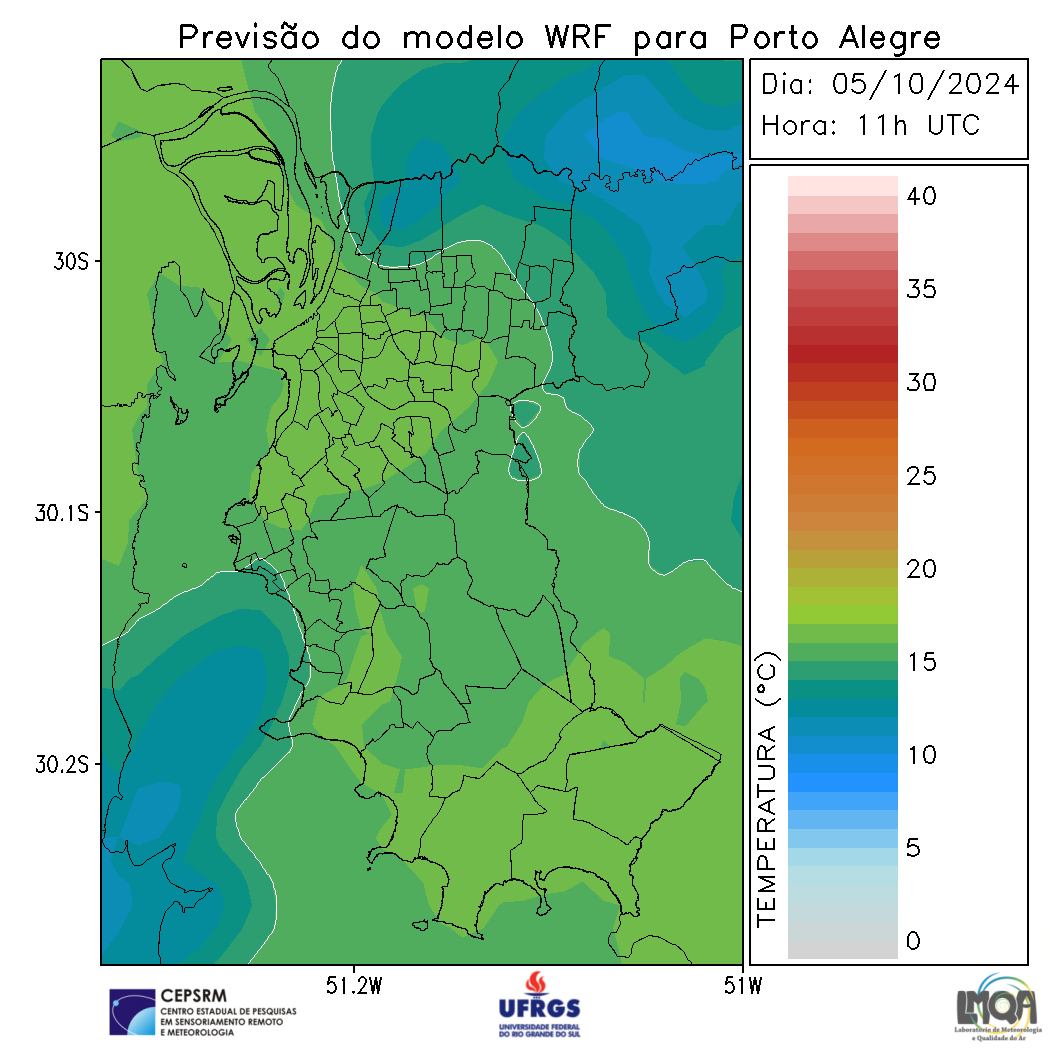 Previsão do modelo WRF para Porto Alegre
Dia: 05/10/2024
Hora: 11h UTC
40
35
30
25
20
15
10
5
0
TEMPERATURA (°C)
30S
30.1S
30.2S
51.2W
51W
CEPSRM
CENTRO ESTADUAL DE PESQUISAS
EM SENSORIAMENTO REMOTO
E METEOROLOGIA
UFRGS
UNIVERSIDADE FEDERAL
DO RIO GRANDE DO SUL
LMQA
Laboratório de Meteorologia
e Qualidade do Ar